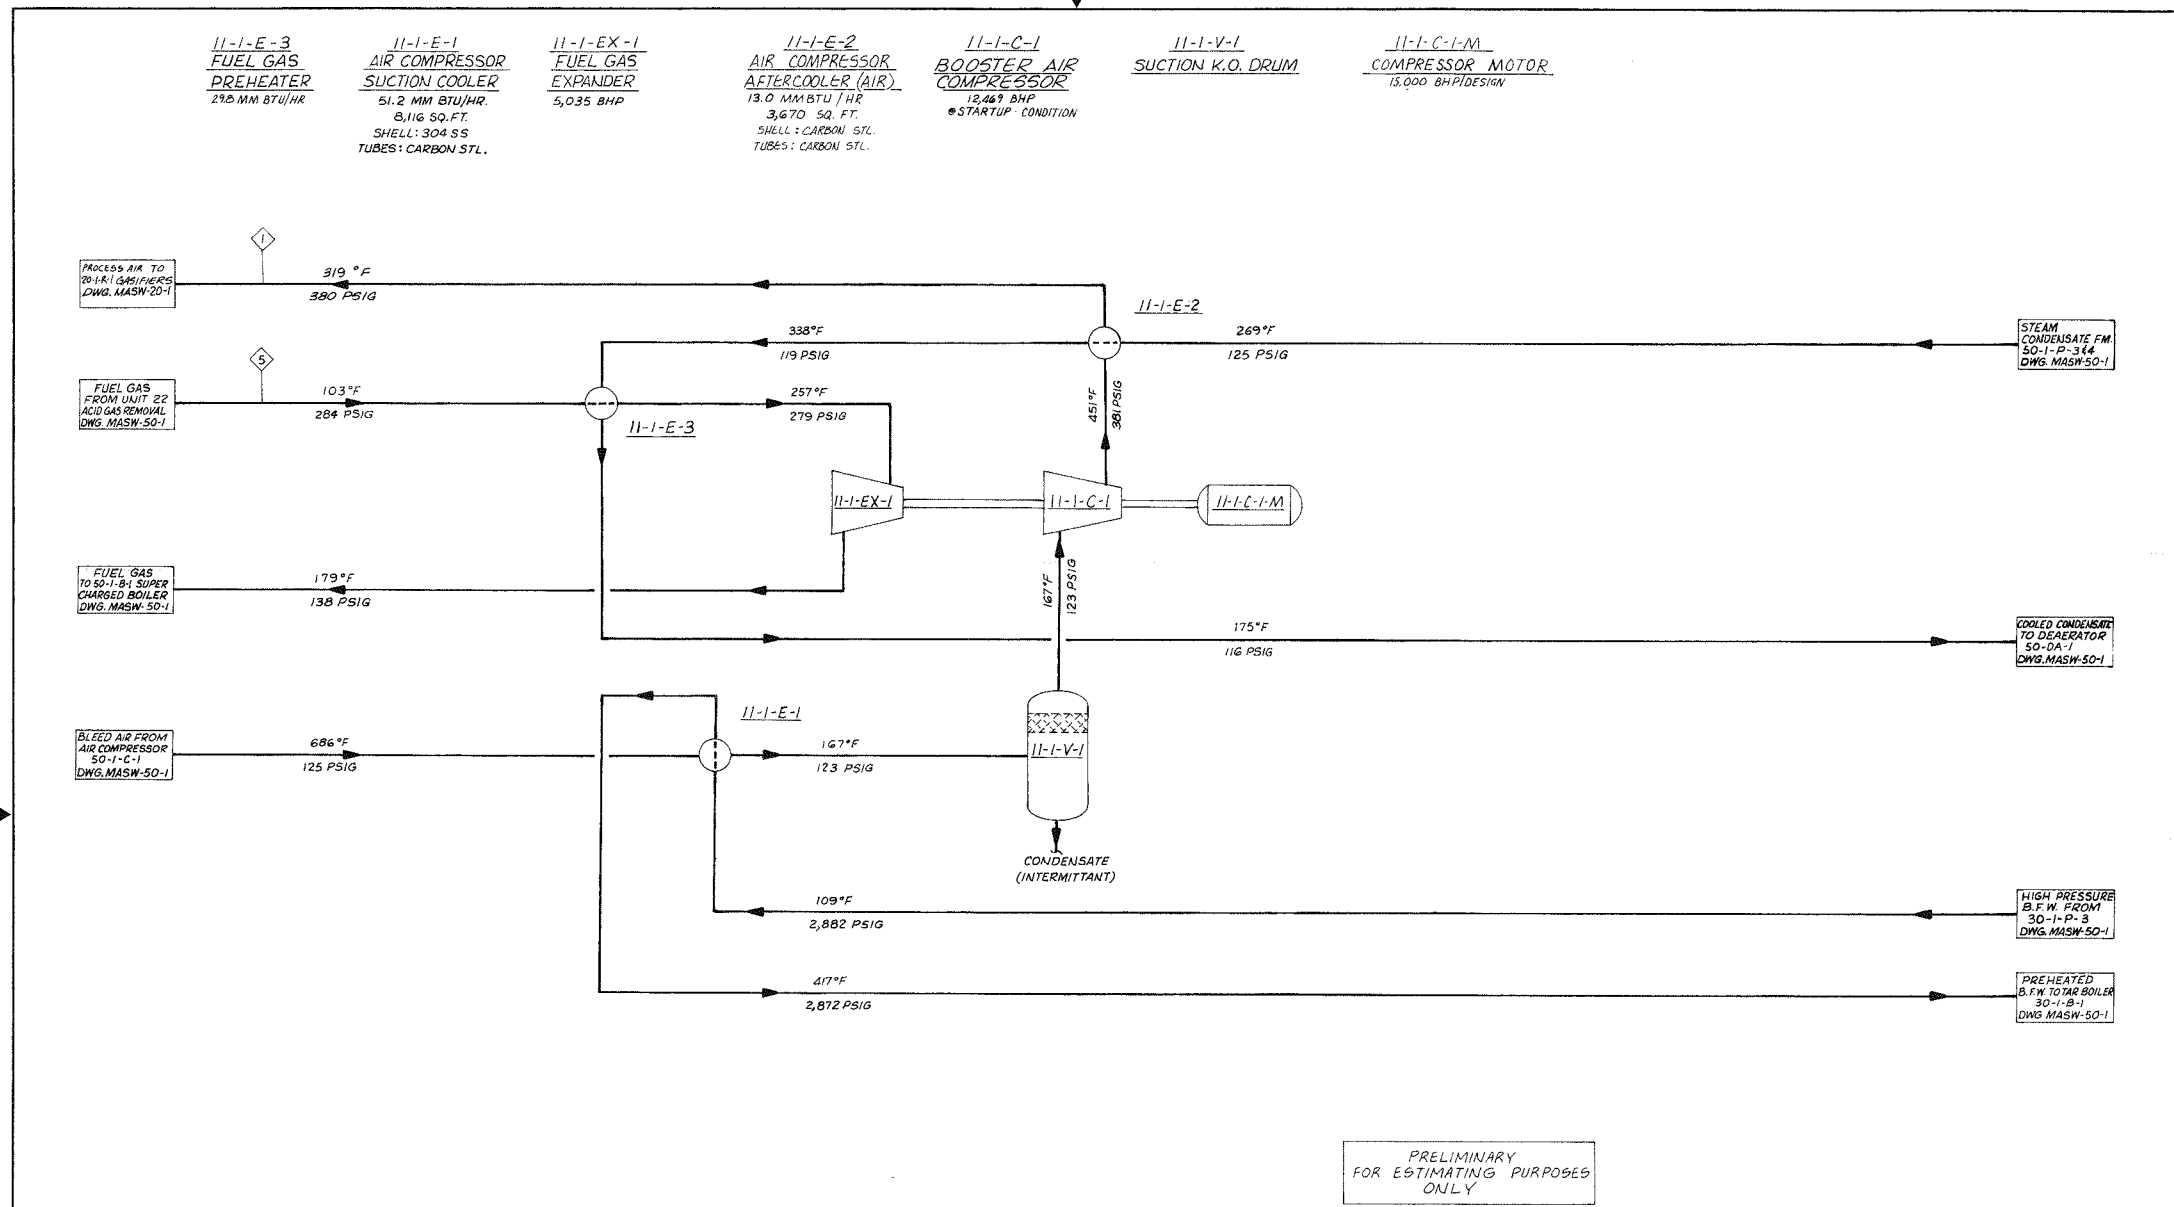 11-1-E-3
FUEL GAS
PREHEATER
29.8 MM BTU/HR
11-1-E-1
AIR COMPRESSOR
SUCTION COOLER
51.2 MM BTU/HR.
8,116 SQ.FT.
SHELL: 304 SS
TUBES: CARBON STL.
11-1-EX-1
FUEL GAS
EXPANDER
5,035 BHP
11-1-E-2
AIR COMPRESSOR
AFTERCOOLER (AIR)
13.0 MMBTU / HR
3,670 SQ. FT.
SHELL : CARBON STL.
TUBES : CARBON STL.
11-1-C-1
BOOSTER AIR
COMPRESSOR
12,469 BHP
@ STARTUP CONDITION
11-1-V-1
SUCTION K.O. DRUM
11-1-C-1-M
COMPRESSOR MOTOR
15,000 BHP/DESIGN
1
PROCESS AIR TO
20-1-R-1 GASIFIERS
DWG. MASW-20-1
319 °F
380 PSIG
11-1-E-2
338°F
119 PSIG
269°F
125 PSIG
STEAM
CONDENSATE FM.
50-1-P-3&4
DWG. MASW-50-1
5
FUEL GAS
FROM UNIT 22
ACID GAS REMOVAL
DWG. MASW-50-1
103°F
284 PSIG
257°F
279 PSIG
451°F
381 PSIG
11-1-E-3
11-1-EX-1
11-1-C-1
11-1-C-1-M
FUEL GAS
TO 50-1-B-1 SUPER
CHARGED BOILER
DWG. MASW-50-1
179°F
138 PSIG
167°F
123 PSIG
175°F
116 PSIG
COOLED CONDENSATE
TO DEAERATOR
50-DA-1
DWG. MASW-50-1
11-1-E-1
BLEED AIR FROM
AIR COMPRESSOR
50-1-C-1
DWG. MASW-50-1
686°F
125 PSIG
167°F
123 PSIG
11-1-V-1
CONDENSATE
(INTERMITTANT)
109°F
2,882 PSIG
HIGH PRESSURE
B.F.W. FROM
30-1-P-3
DWG. MASW-50-1
417°F
2,872 PSIG
PREHEATED
B.F.W. TO TAR BOILER
30-1-B-1
DWG MASW-50-1
PRELIMINARY
FOR ESTIMATING PURPOSES
ONLY